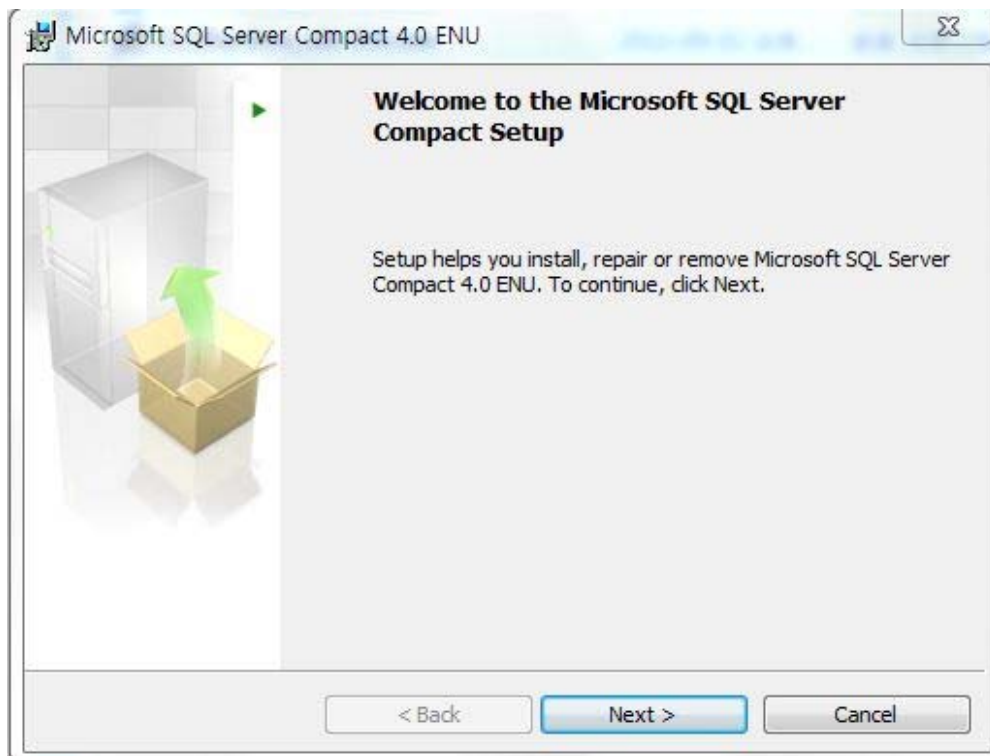 Microsoft SQL Server Compact 4.0 ENU
Welcome to the Microsoft SQL Server
Compact Setup
Setup helps you install, repair or remove Microsoft SQL Server
Compact 4.0 ENU. To continue, click Next.
< Back
Next >
Cancel